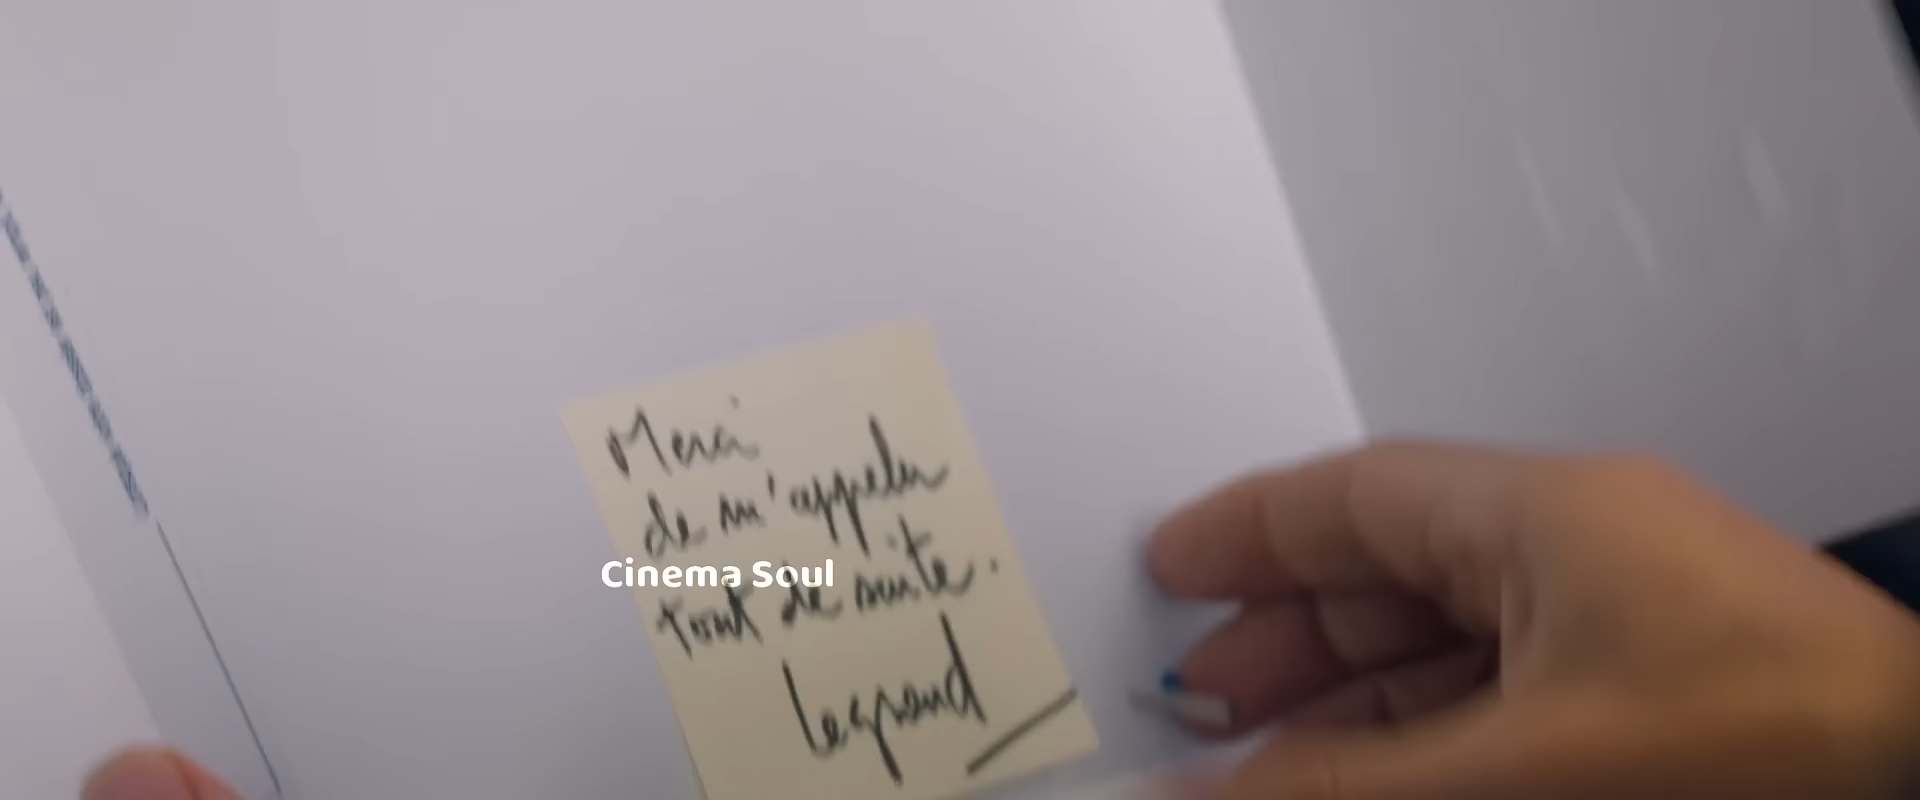 Merci
de m'appeler
Cinema Soul
tout de suite.
Legrand